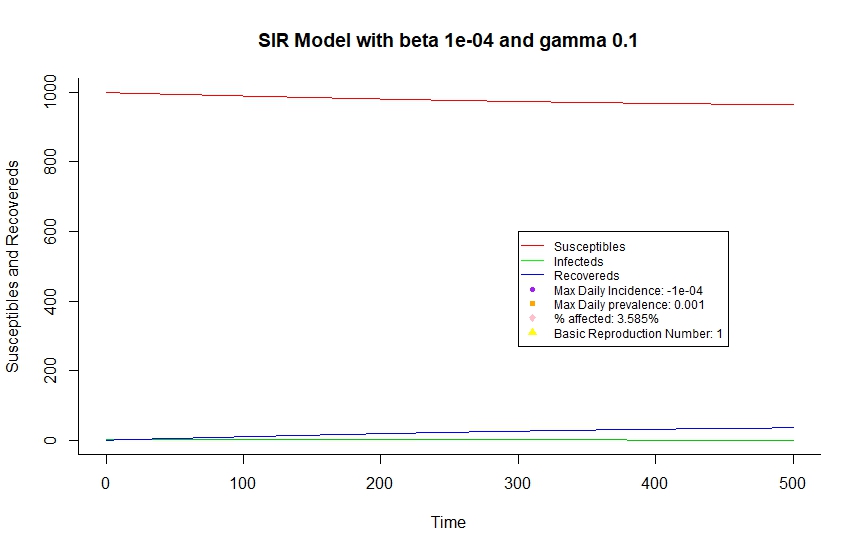 SIR Model with beta 1e-04 and gamma 0.1
Susceptibles and Recovereds
1000
800
600
400
200
0
Susceptibles
Infecteds
Recovereds
Max Daily Incidence: -1e-04
Max Daily prevalence: 0.001
% affected: 3.585%
Basic Reproduction Number: 1
0 100 200 300 400 500
Time